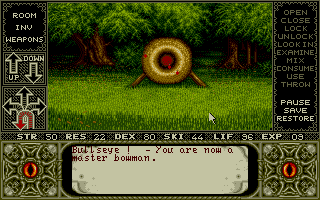 ROOM
INV
WEAPONS
UP
DOWN
OPEN
CLOSE
LOCK
UNLOCK
LOOK IN
EXAMINE
MIX
CONSUME
USE
THROW
PAUSE
SAVE
RESTORE
STR 50 RES 22 DEX 80 SKI 44 LIF 96 EXP 09
Bullseye ! - You are now a
master bowman.